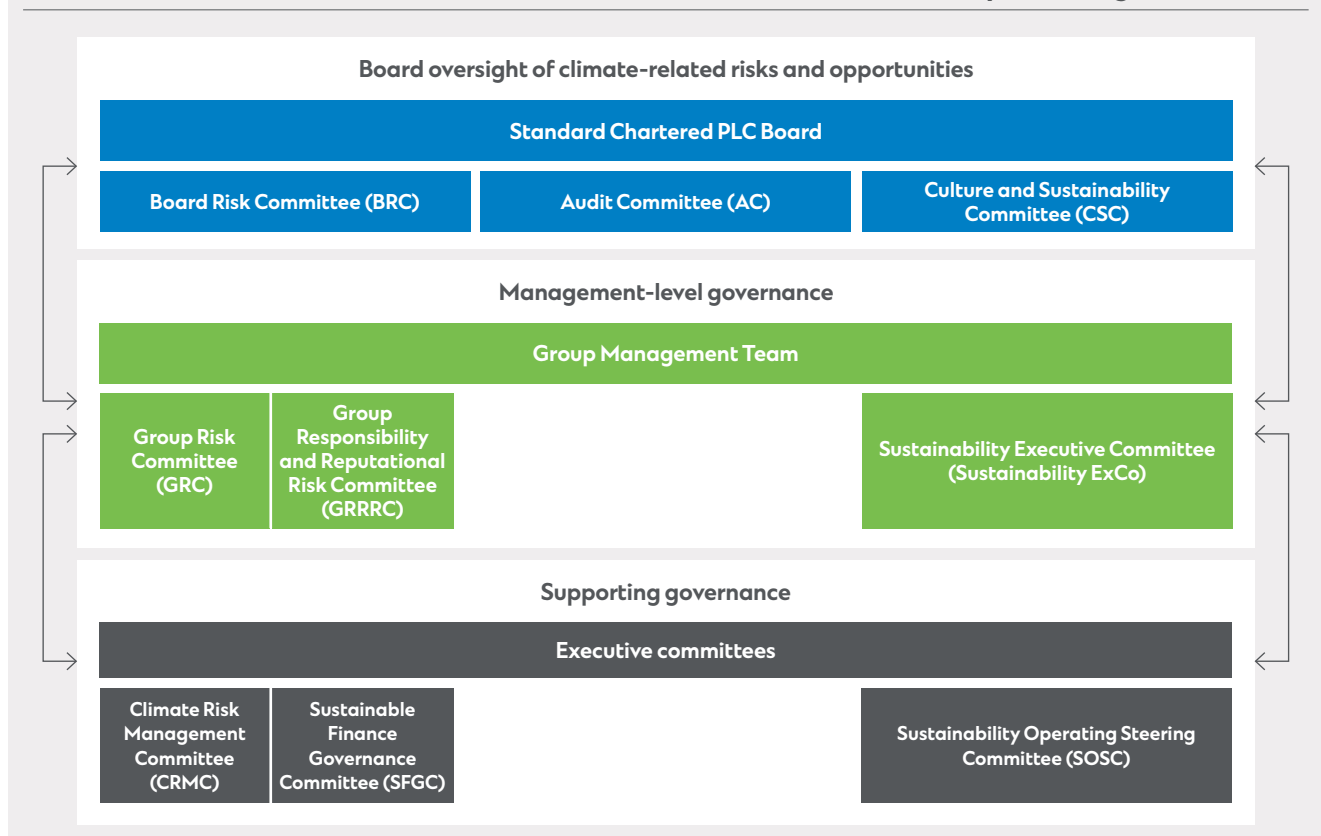 Board oversight of climate-related risks and opportunities
Standard Chartered PLC Board
Board Risk Committee (BRC)
Audit Committee (AC)
Culture and Sustainability
Committee (CSC)
Management-level governance
Group Management Team
Group Risk
Committee
(GRC)
Group
Responsibility
and Reputational
Risk Committee
(GRRRC)
Sustainability Executive Committee
(Sustainability ExCo)
Supporting governance
Executive committees
Climate Risk
Management
Committee
(CRMC)
Sustainable
Finance
Governance
Committee (SFGC)
Sustainability Operating Steering
Committee (SOSC)